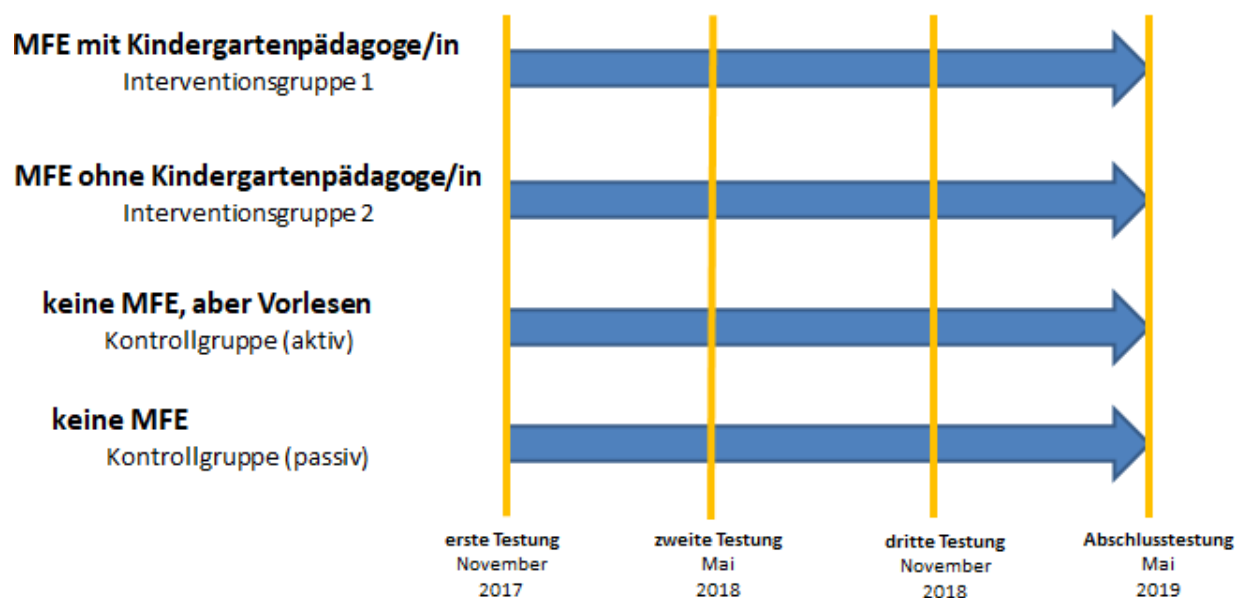 MFE mit Kindergartenpädagoge/in
Interventionsgruppe 1
MFE ohne Kindergartenpädagoge/in
Interventionsgruppe 2
keine MFE, aber Vorlesen
Kontrollgruppe (aktiv)
keine MFE
Kontrollgruppe (passiv)
erste Testung
November
2017
zweite Testung
Mai
2018
dritte Testung
November
2018
Abschlusstestung
Mai
2019